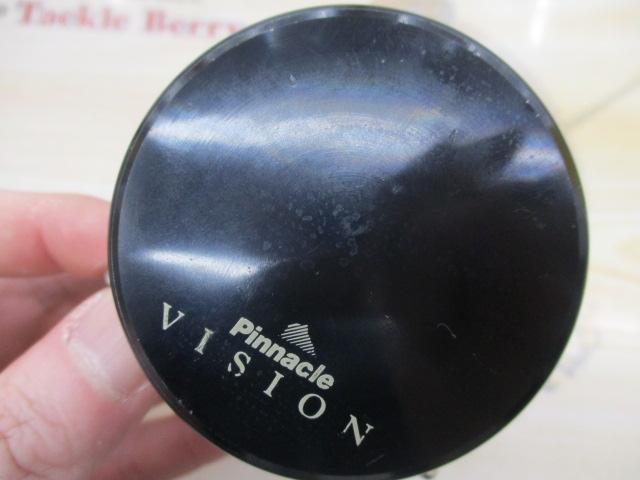 Tackle Berry
Pinnacle
VISION